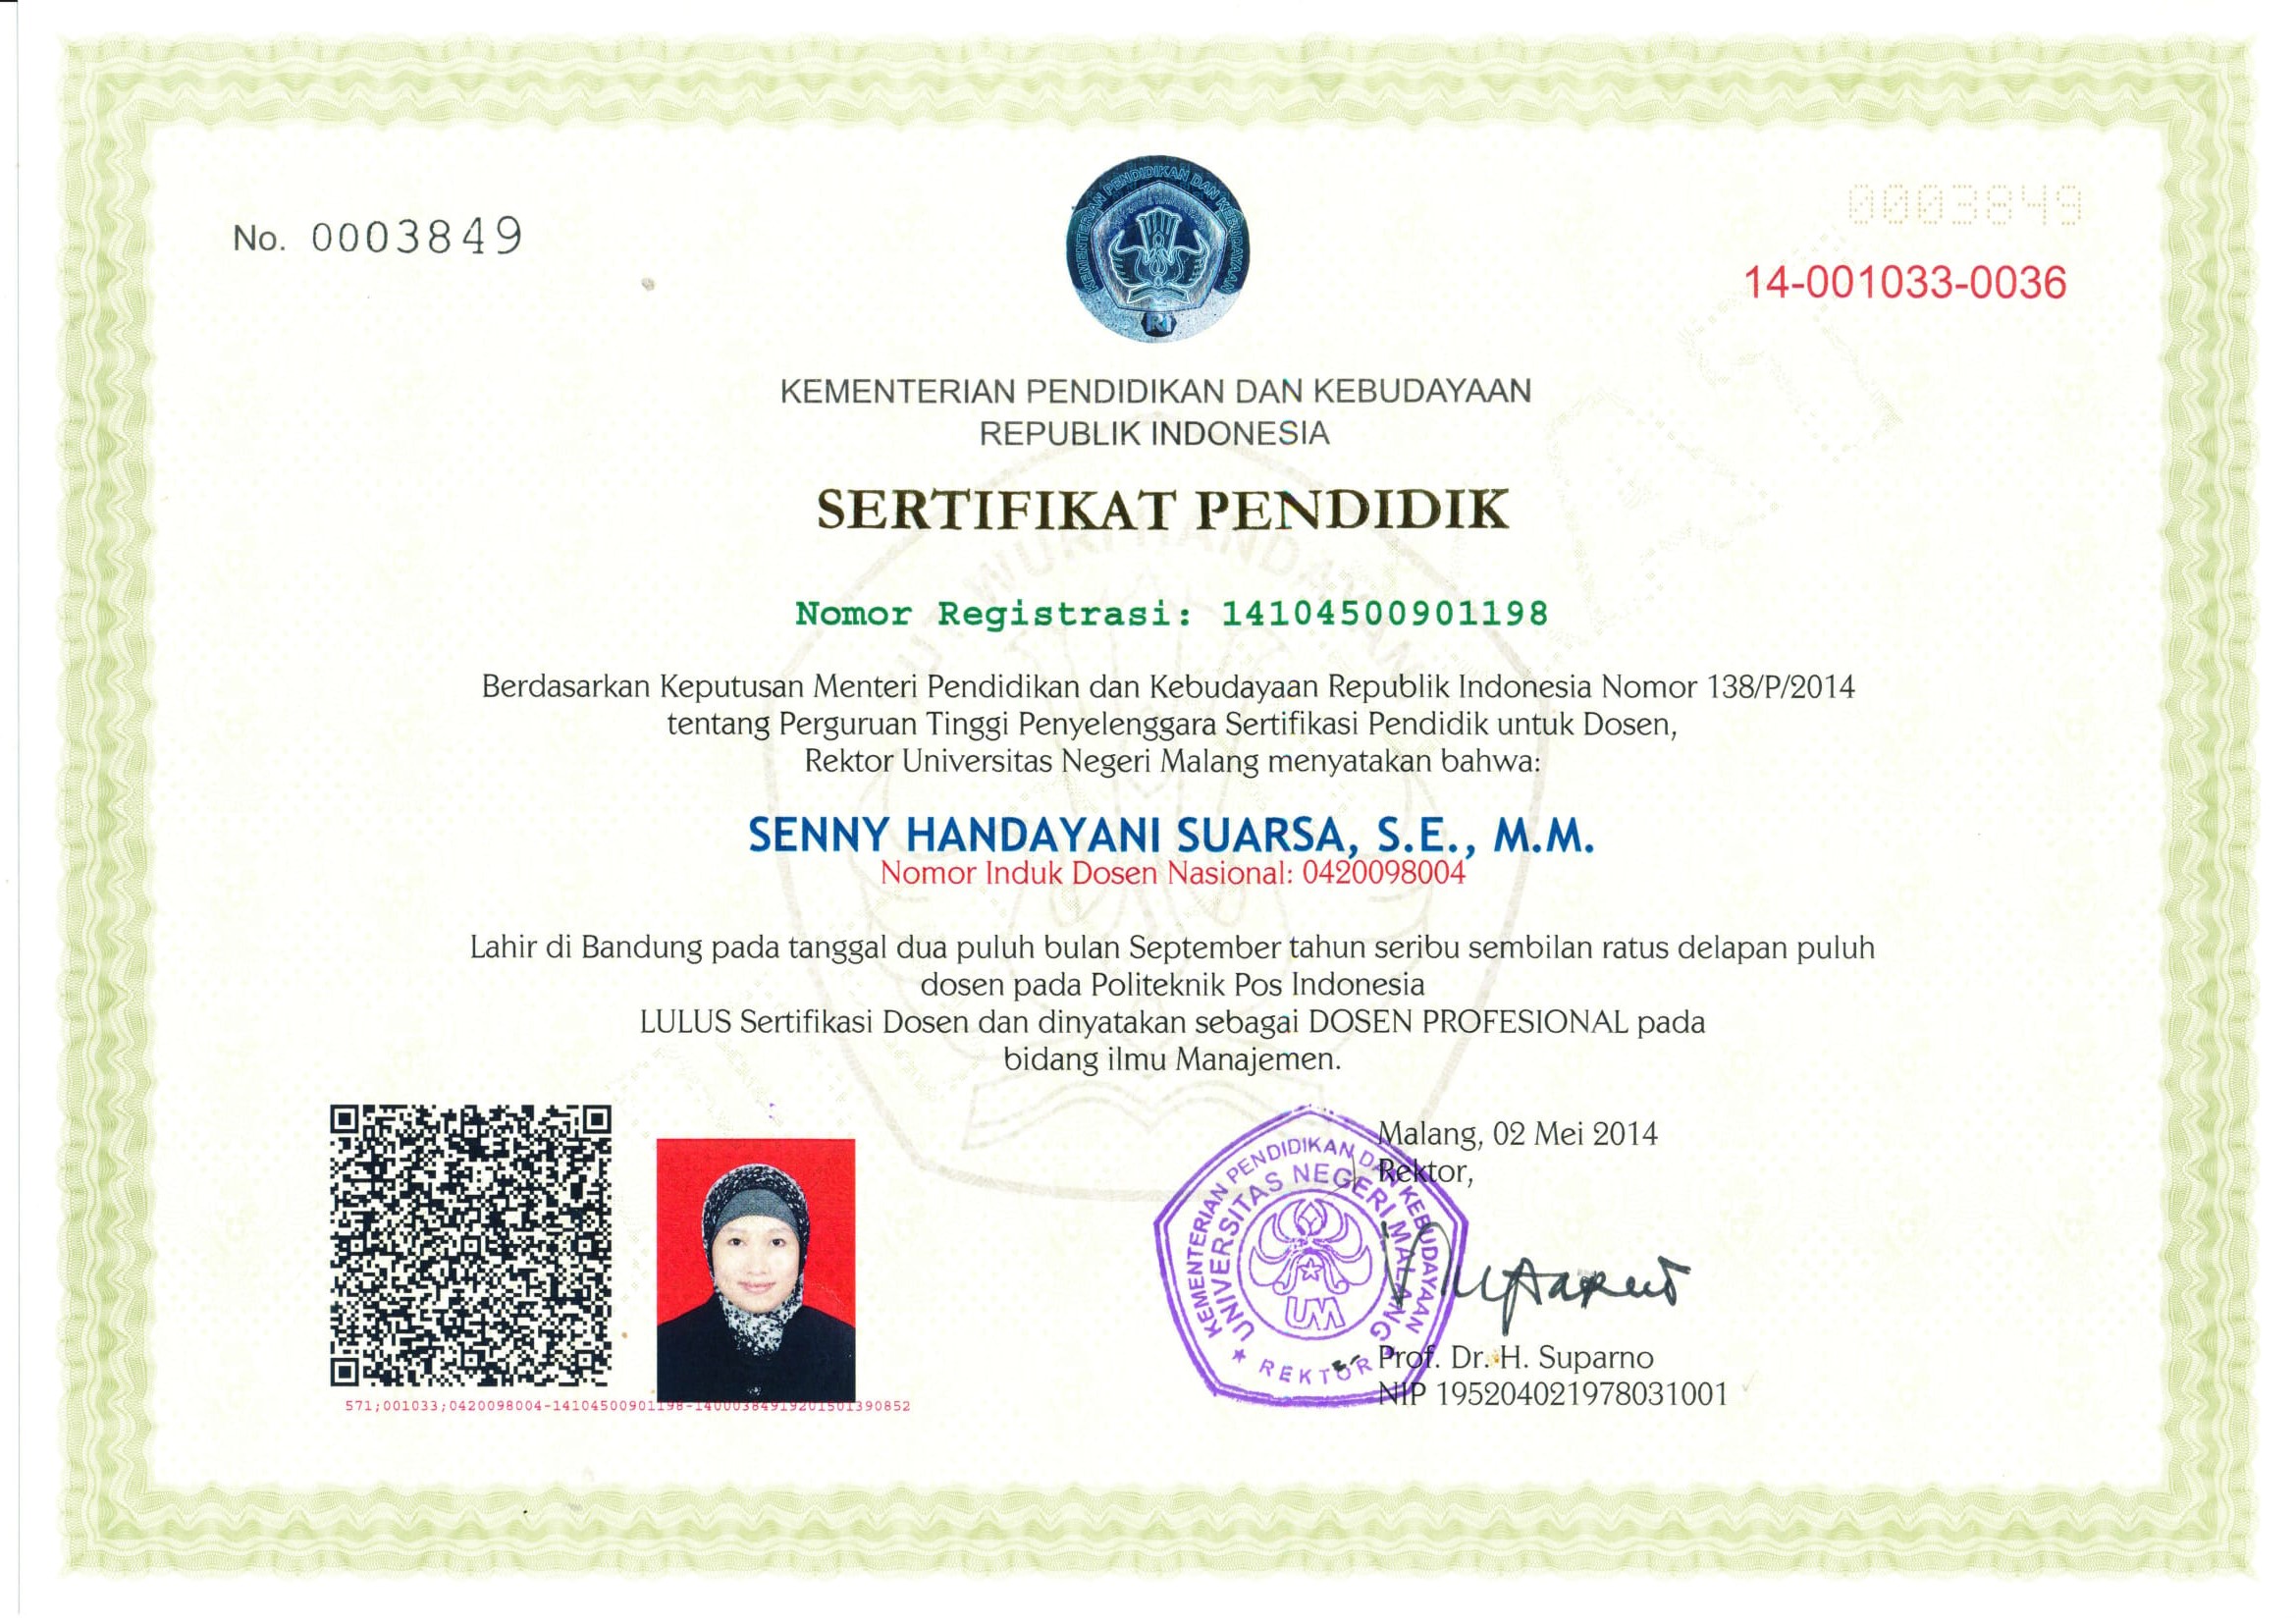 No. 0003849
0003849
14-001033-0036
KEMENTERIAN PENDIDIKAN DAN KEBUDAYAAN
RI
KEMENTERIAN PENDIDIKAN DAN KEBUDAYAAN
REPUBLIK INDONESIA
SERTIFIKAT PENDIDIK
Nomor Registrasi: 14104500901198
Berdasarkan Keputusan Menteri Pendidikan dan Kebudayaan Republik Indonesia Nomor 138/P/2014
tentang Perguruan Tinggi Penyelenggara Sertifikasi Pendidik untuk Dosen,
Rektor Universitas Negeri Malang menyatakan bahwa:
SENNY HANDAYANI SUARSA, S.E., M.M.
Nomor Induk Dosen Nasional: 0420098004
Lahir di Bandung pada tanggal dua puluh bulan September tahun seribu sembilan ratus delapan puluh
dosen pada Politeknik Pos Indonesia
LULUS Sertifikasi Dosen dan dinyatakan sebagai DOSEN PROFESIONAL pada
bidang ilmu Manajemen.
Malang, 02 Mei 2014
Rektor,
KEMENTERIAN PENDIDIKAN DAN KEBUDAYAAN
UNIVERSITAS NEGERI MALANG
UM
REKTOR
Prof. Dr. H. Suparno
NIP 195204021978031001
571;001033;0420098004-14104500901198-14000384919201501390852